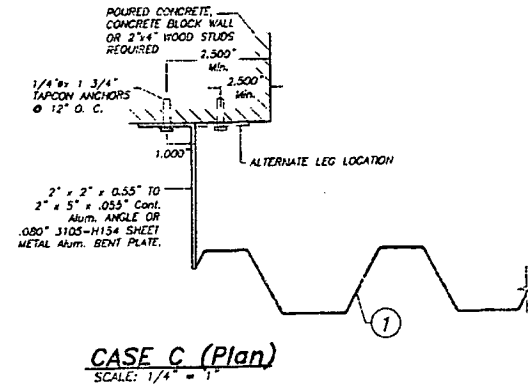 POURED CONCRETE,
CONCRETE BLOCK WALL
OR 2"x4" WOOD STUDS
REQUIRED
2.500"
Min.
2.500"
Min.
1/4"øx 1 3/4"
TAPCON ANCHORS
@ 12" O. C.
1.000"
ALTERNATE LEG LOCATION
2" x 2" x 0.55" TO
2" x 5" x .055" Cont.
Alum. ANGLE OR
.080" 3105-H154 SHEET
METAL Alum. BENT PLATE.
1
CASE C (Plan)
SCALE: 1/4" = 1"